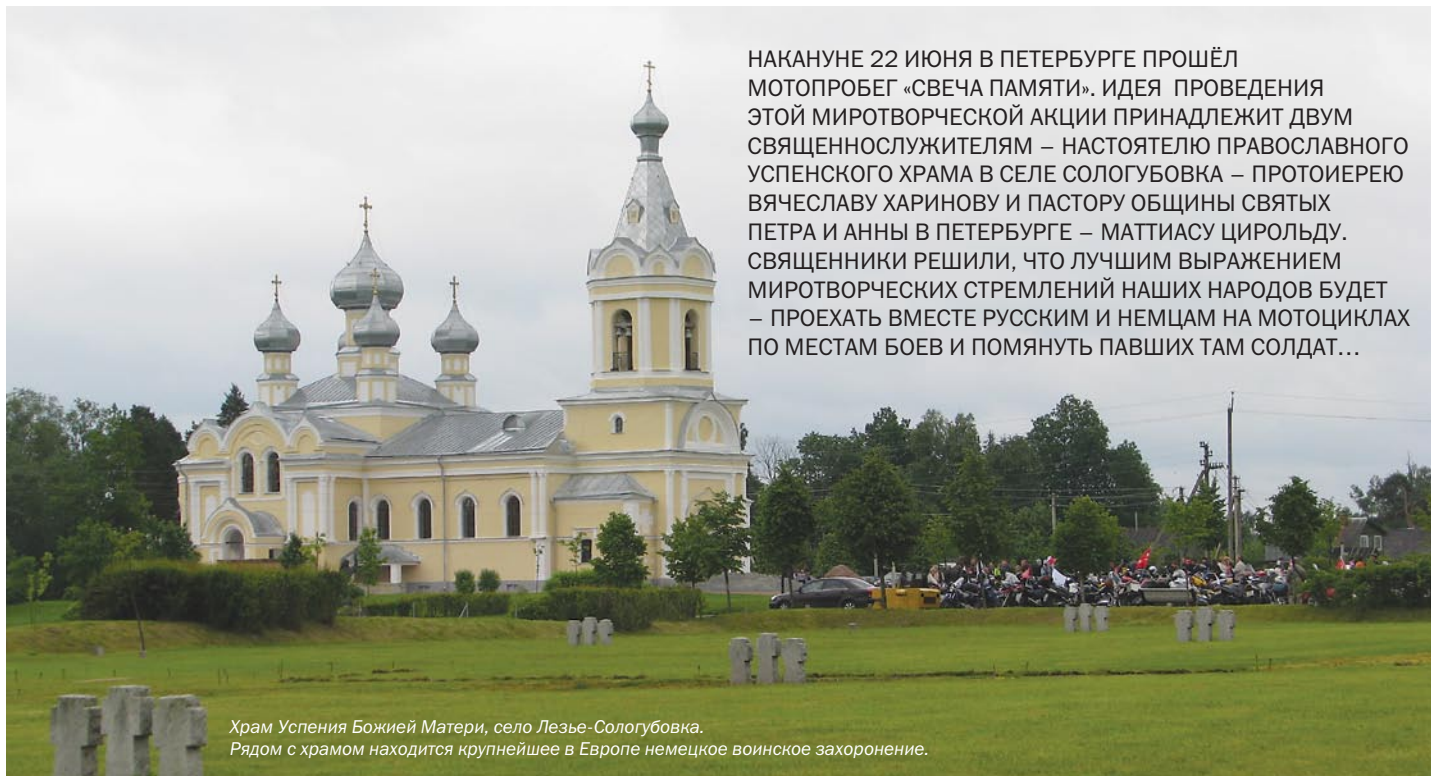 НАКАНУНЕ 22 ИЮНЯ В ПЕТЕРБУРГЕ ПРОШЁЛ
МОТОПРОБЕГ «СВЕЧА ПАМЯТИ». ИДЕЯ ПРОВЕДЕНИЯ
ЭТОЙ МИРОТВОРЧЕСКОЙ АКЦИИ ПРИНАДЛЕЖИТ ДВУМ
СВЯЩЕННОСЛУЖИТЕЛЯМ – НАСТОЯТЕЛЮ ПРАВОСЛАВНОГО
УСПЕНСКОГО ХРАМА В СЕЛЕ СОЛОГУБОВКА – ПРОТОИЕРЕЮ
ВЯЧЕСЛАВУ ХАРИНОВУ И ПАСТОРУ ОБЩИНЫ СВЯТЫХ
ПЕТРА И АННЫ В ПЕТЕРБУРГЕ – МАТТИАСУ ЦИРОЛЬДУ.
СВЯЩЕННИКИ РЕШИЛИ, ЧТО ЛУЧШИМ ВЫРАЖЕНИЕМ
МИРОТВОРЧЕСКИХ СТРЕМЛЕНИЙ НАШИХ НАРОДОВ БУДЕТ
– ПРОЕХАТЬ ВМЕСТЕ РУССКИМ И НЕМЦАМ НА МОТОЦИКЛАХ
ПО МЕСТАМ БОЕВ И ПОМЯНУТЬ ПАВШИХ ТАМ СОЛДАТ...
Храм Успения Божией Матери, село Лезье-Сологубовка.
Рядом с храмом находится крупнейшее в Европе немецкое воинское захоронение.